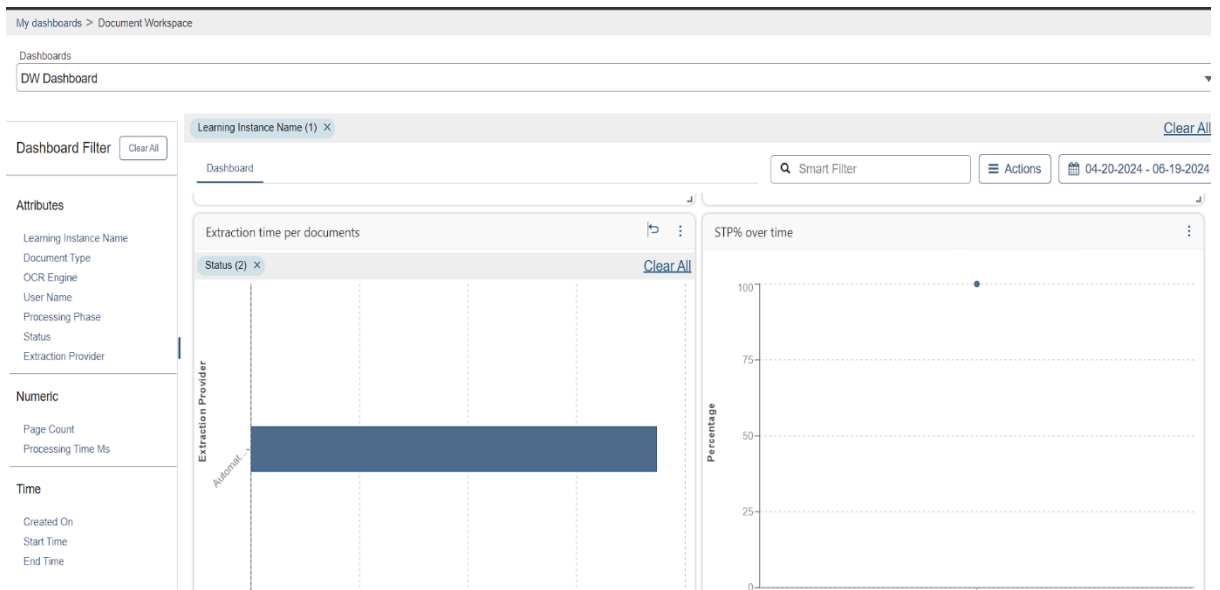 My dashboards > Document Workspace
Dashboards
DW Dashboard
Dashboard Filter
Clear All
Attributes
Learning Instance Name
Document Type
OCR Engine
User Name
Processing Phase
Status
Extraction Provider
Numeric
Page Count
Processing Time Ms
Time
Created On
Start Time
End Time
Learning Instance Name (1) ×
Clear All
Dashboard
Smart Filter
Actions
04-20-2024 - 06-19-2024
Extraction time per documents
Status (2) ×
Clear All
Extraction Provider
Automat...
STP% over time
Percentage
100
75
50
25
0